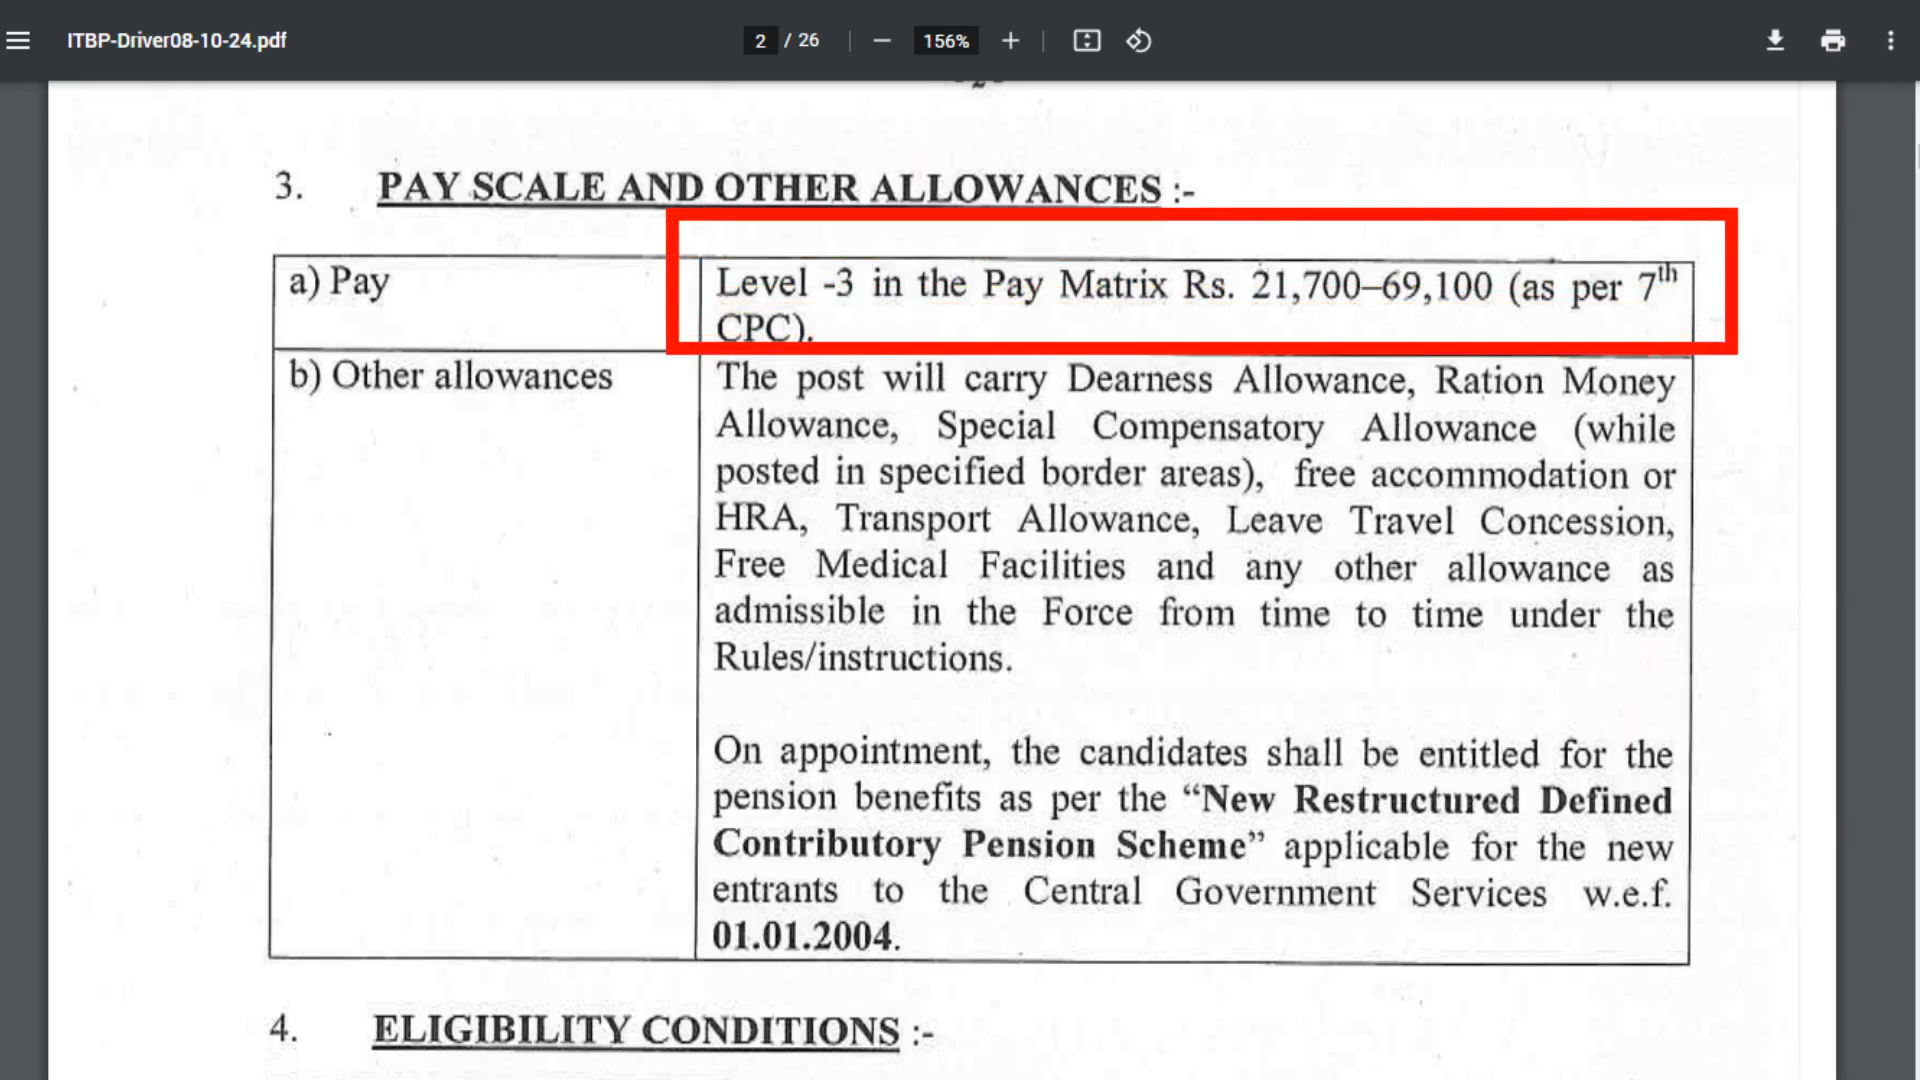 ITBP-Driver08-10-24.pdf
2 / 26
156%
3. PAY SCALE AND OTHER ALLOWANCES :-
a) Pay
Level -3 in the Pay Matrix Rs. 21,700–69,100 (as per 7th
CPC).
b) Other allowances
The post will carry Dearness Allowance, Ration Money
Allowance, Special Compensatory Allowance (while
posted in specified border areas), free accommodation or
HRA, Transport Allowance, Leave Travel Concession,
Free Medical Facilities and any other allowance as
admissible in the Force from time to time under the
Rules/instructions.
On appointment, the candidates shall be entitled for the
pension benefits as per the “New Restructured Defined
Contributory Pension Scheme” applicable for the new
entrants to the Central Government Services w.e.f.
01.01.2004.
4. ELIGIBILITY CONDITIONS :-